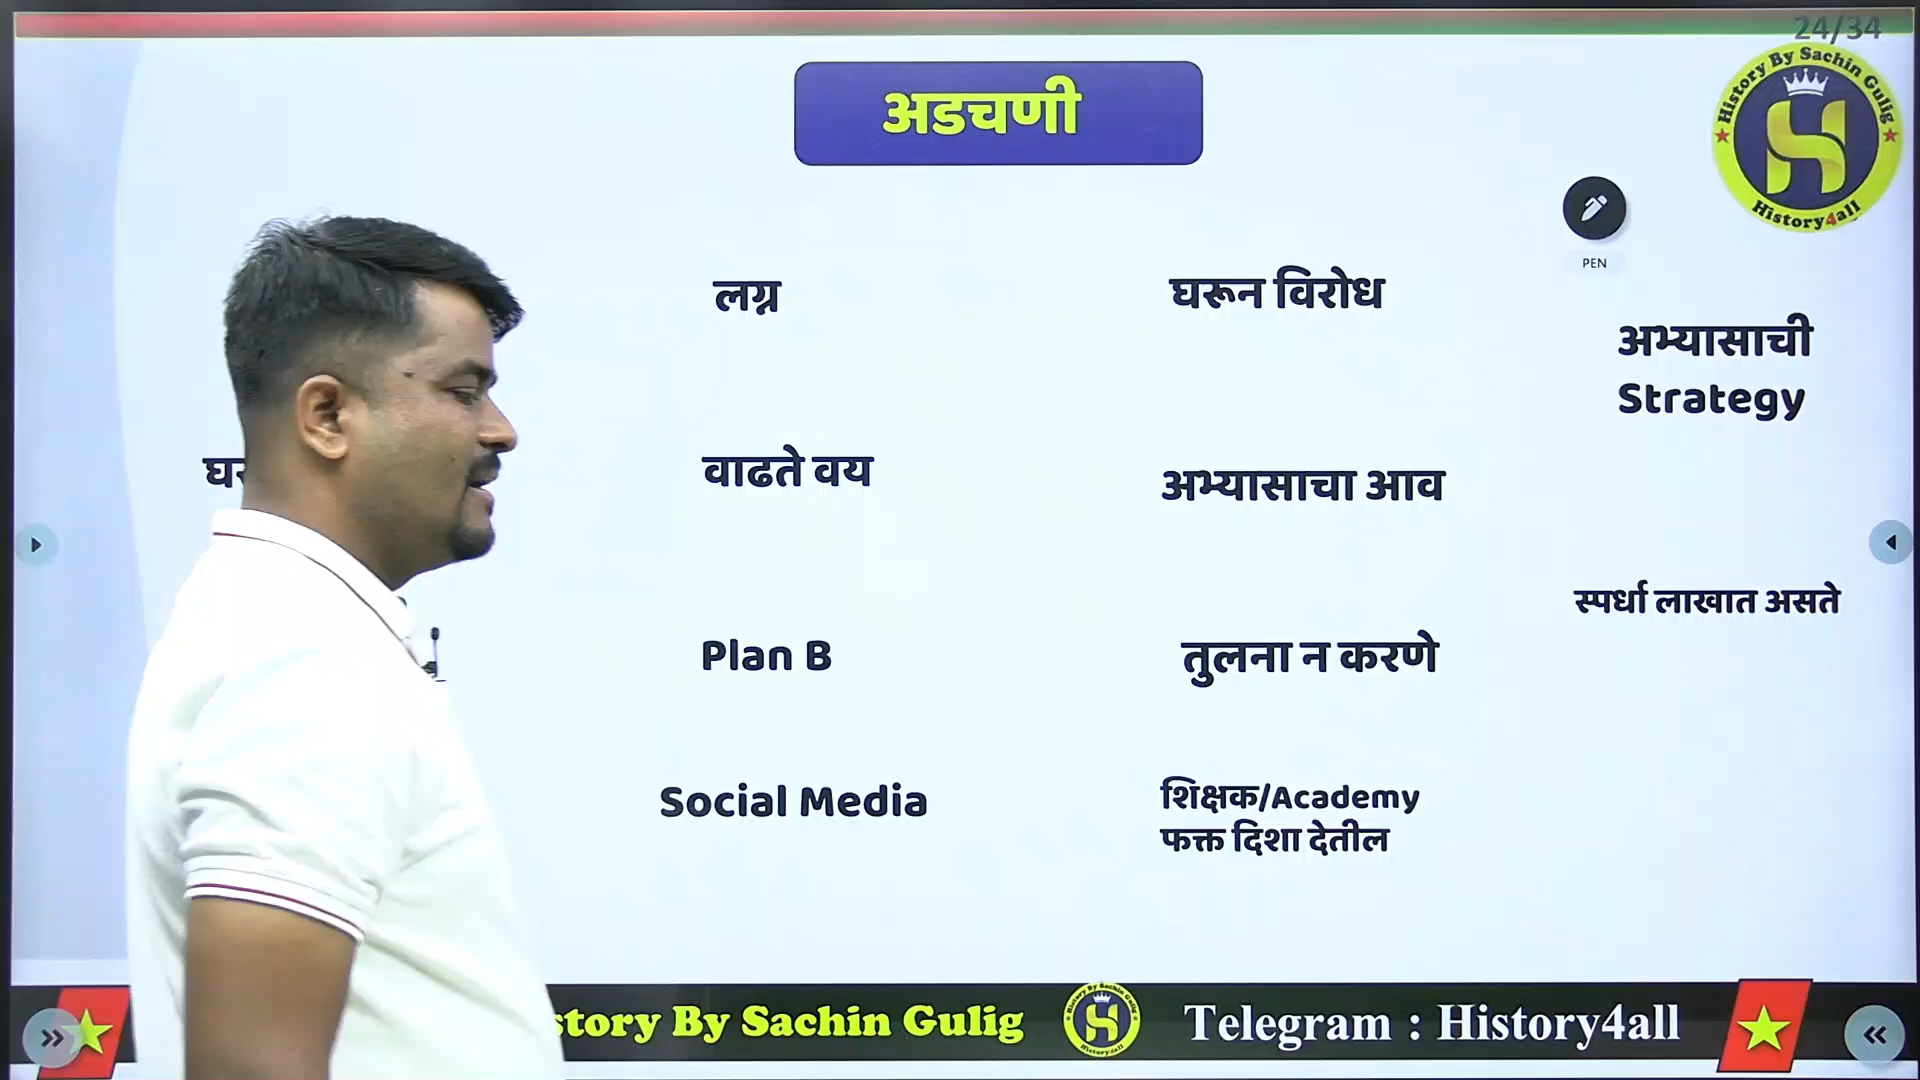 24/34
History By Sachin Gulig
History4all
अडचणी
PEN
लग्न
घरून विरोध
अभ्यासाची
Strategy
वाढते वय
अभ्यासाचा आव
स्पर्धा लाखात असते
Plan B
तुलना न करणे
Social Media
शिक्षक/Academy
फक्त दिशा देतील
story By Sachin Gulig
Telegram : History4all